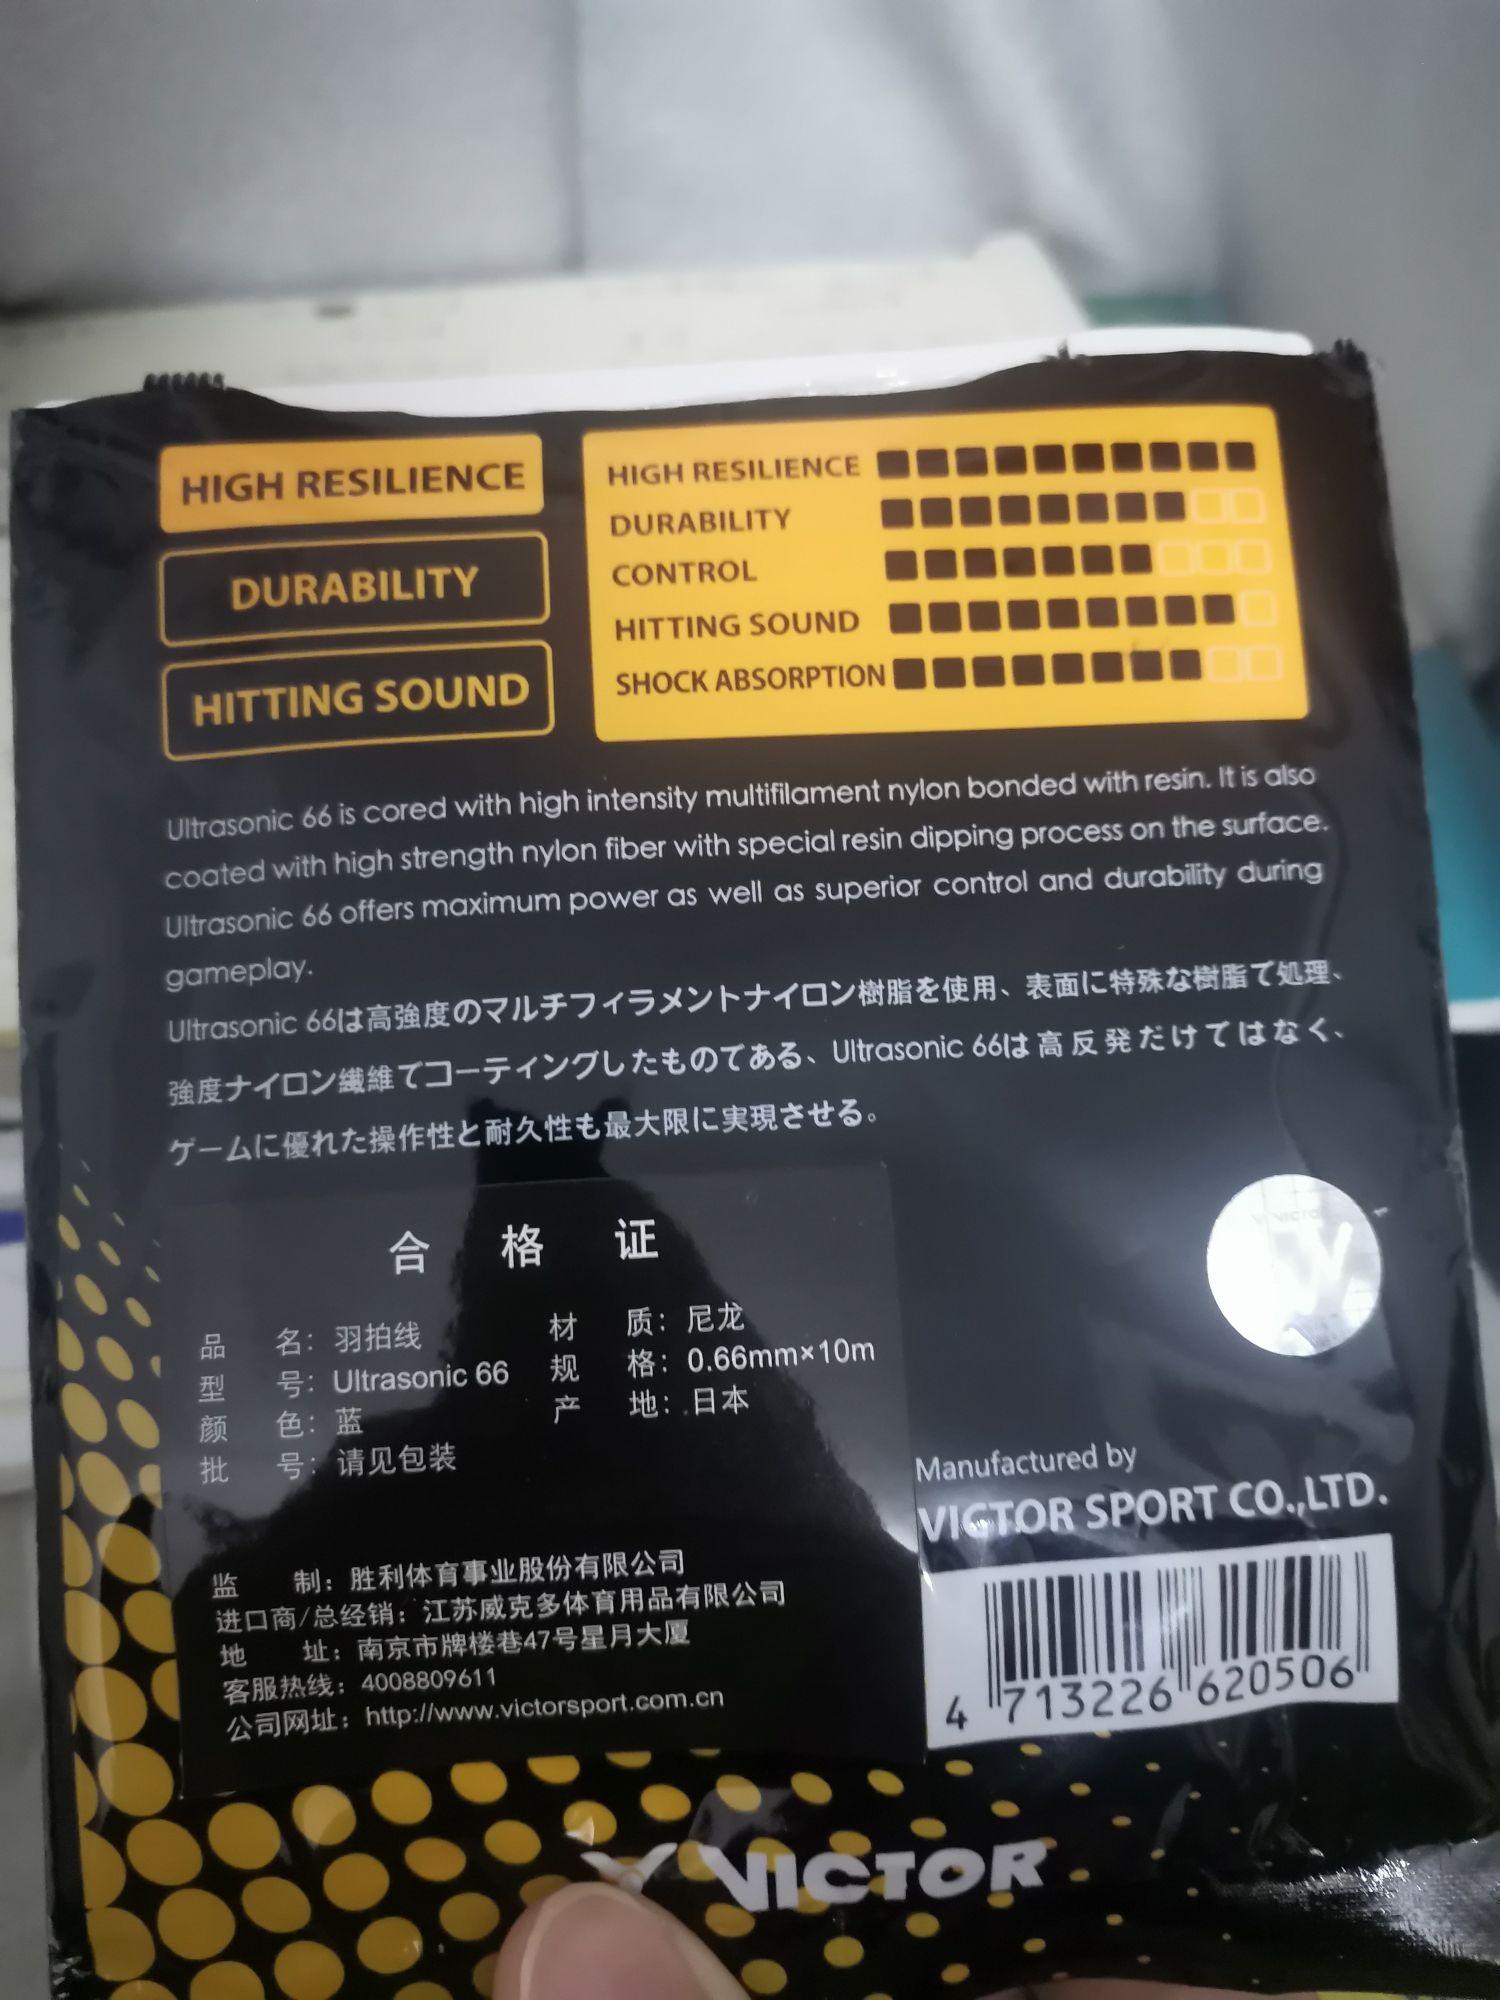 HIGH RESILIENCE
DURABILITY
HITTING SOUND
HIGH RESILIENCE
DURABILITY
CONTROL
HITTING SOUND
SHOCK ABSORPTION
Ultrasonic 66 is cored with high intensity multifilament nylon bonded with resin. It is also
coated with high strength nylon fiber with special resin dipping process on the surface.
Ultrasonic 66 offers maximum power as well as superior control and durability during
gameplay.
Ultrasonic 66は高強度のマルチフィラメントナイロン樹脂を使用、表面に特殊な樹脂て処理、
強度ナイロン繊維てコーティングしたものてある、Ultrasonic 66は高反発だけてはなく、
ゲームに優れた操作性と耐久性も最大限に実現させる。
合格证
品名：羽拍线 材质：尼龙
型号：Ultrasonic 66 规格：0.66mm×10m
颜色：蓝 产地：日本
批号：请见包装
监制：胜利体育事业股份有限公司
进口商/总经销：江苏威克多体育用品有限公司
地址：南京市牌楼巷47号星月大厦
客服热线：4008809611
公司网址：http://www.victorsport.com.cn
Manufactured by
VICTOR SPORT CO.,LTD.
4 713226 620506
VICTOR